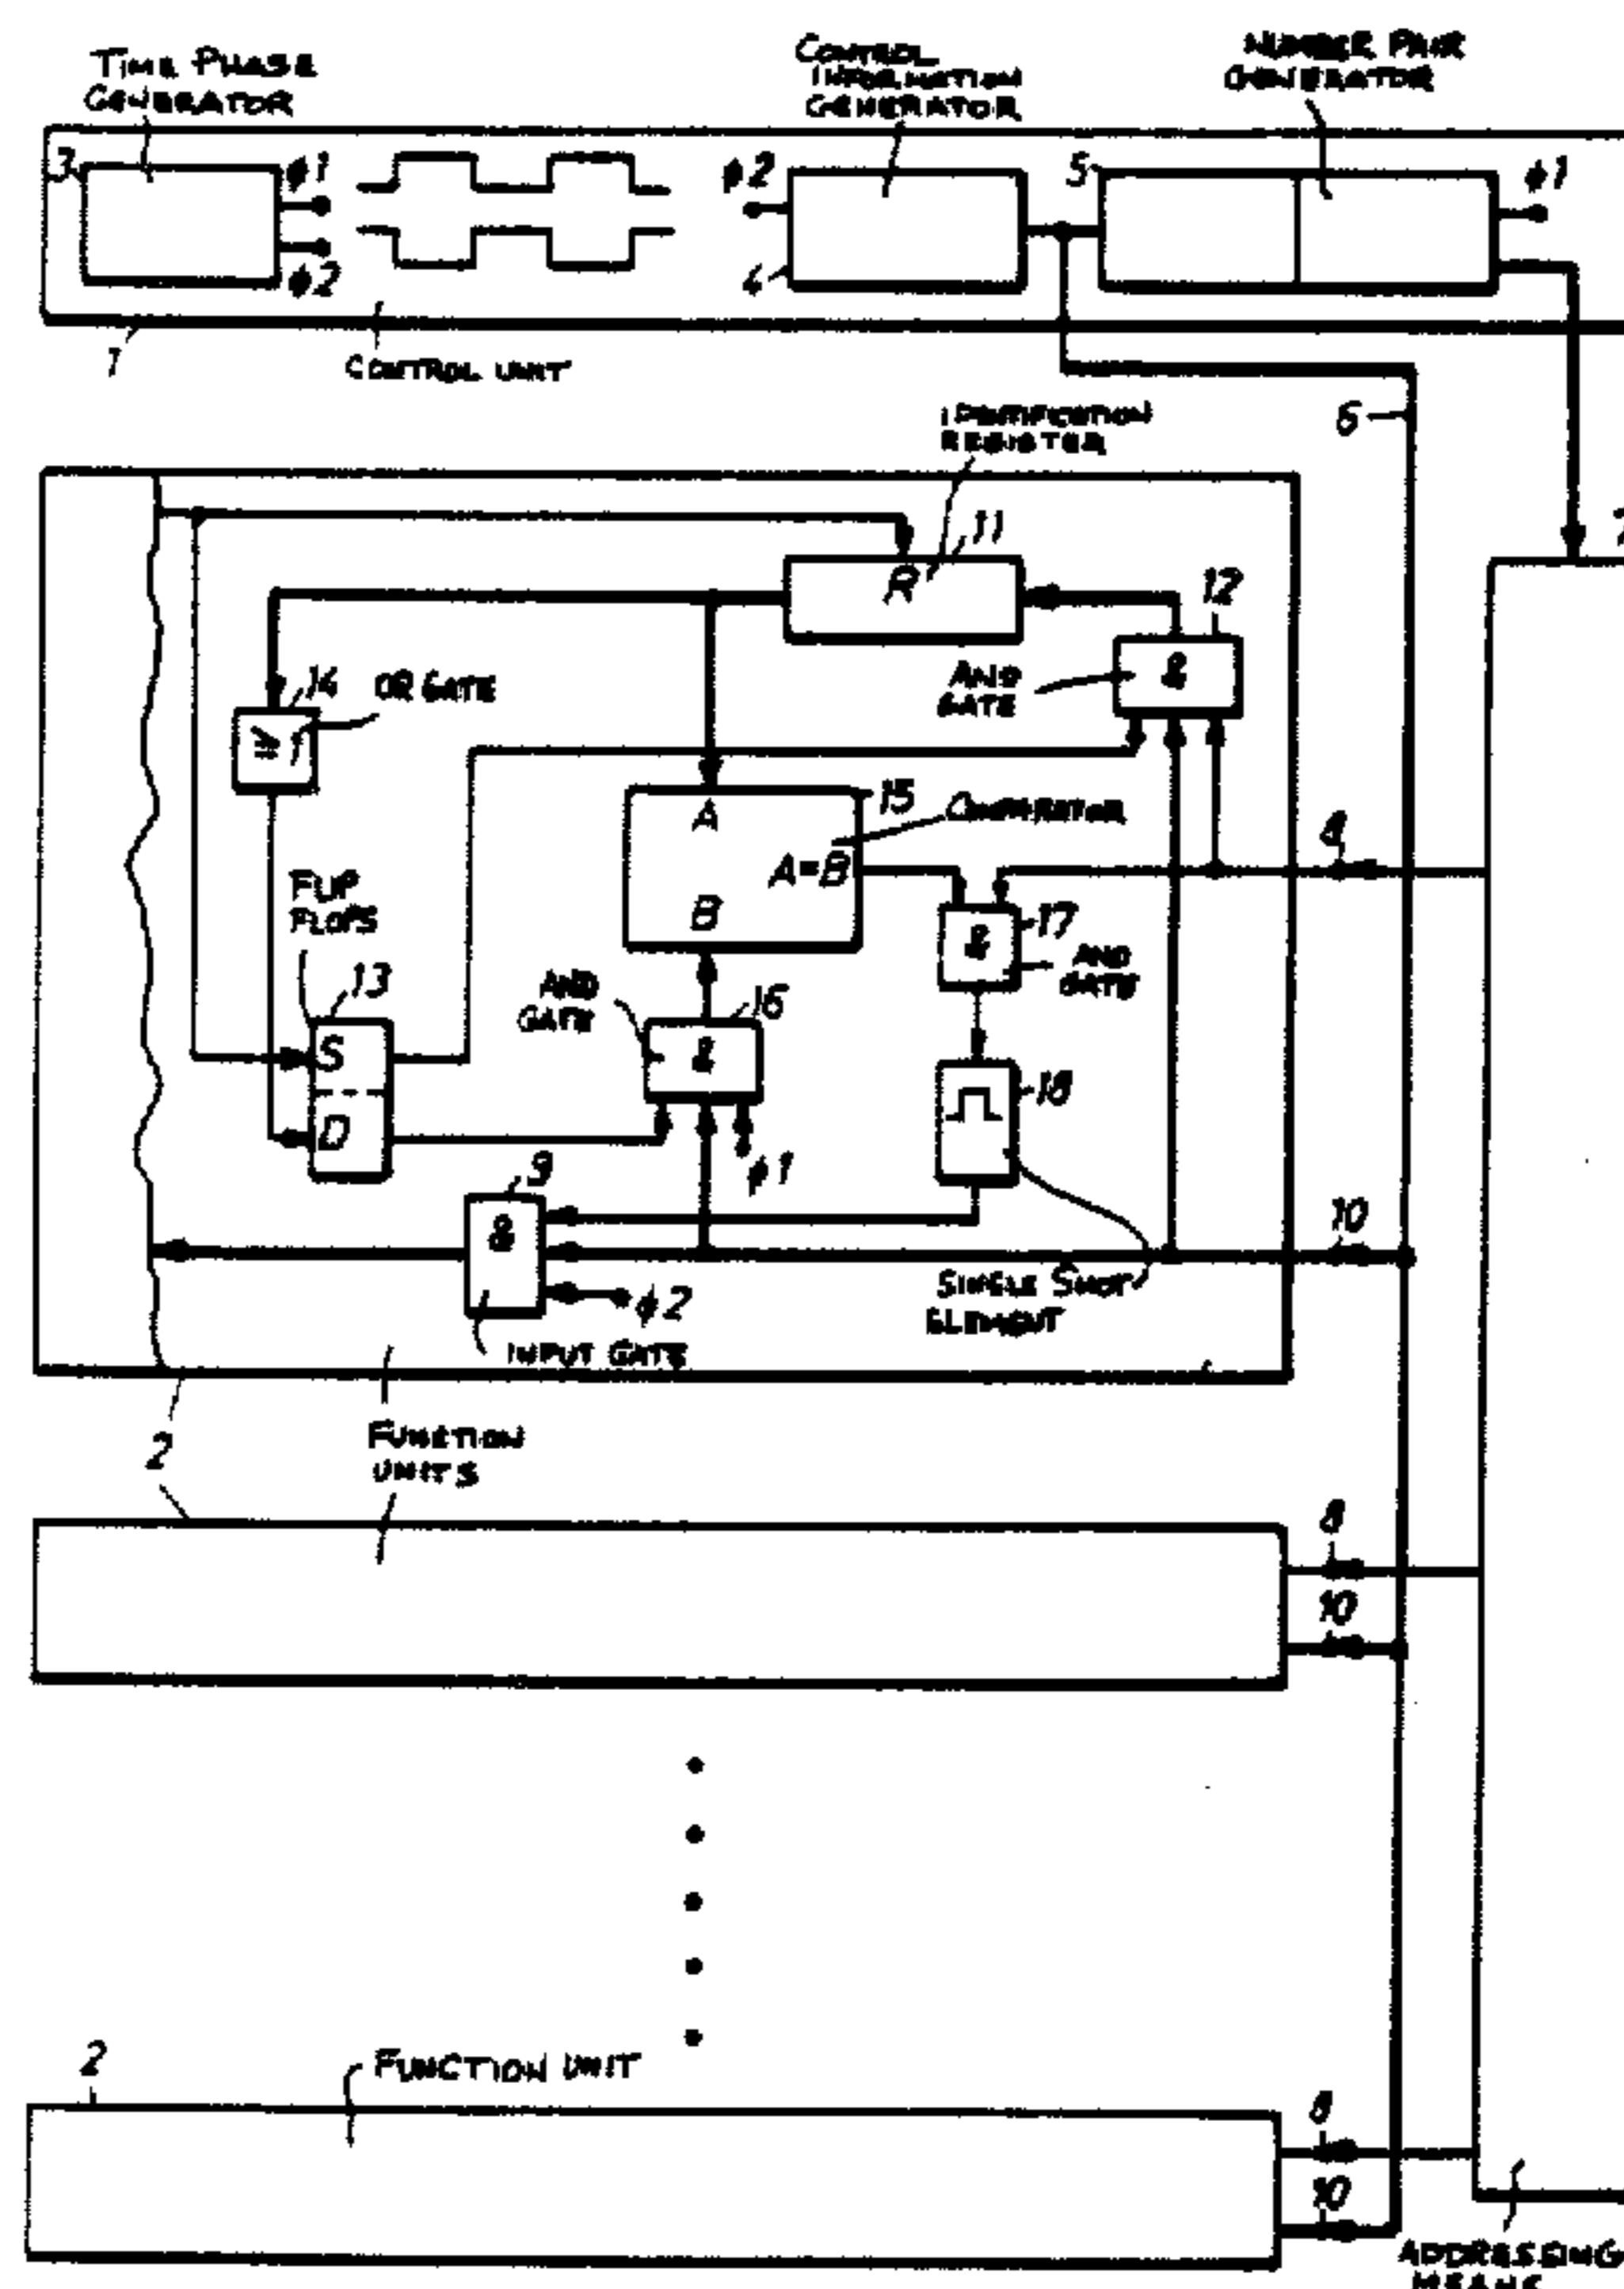 TIME PHASE
GENERATOR
CONTROL
INFORMATION
GENERATOR
NUMBER PAIR
GENERATOR
3
φ1
φ2
φ2
4
5
φ1
1
CONTROL UNIT
6
IDENTIFICATION
REGISTER
11
R
12
&
AND
GATE
14
OR GATE
≥1
15
COMPARATOR
A
A=B
B
8
FLIP
FLOPS
13
S
D
AND
GATE
16
&
17
&
AND
GATE
18
φ1
9
&
10
φ2
SINGLE SHOT
ELEMENT
INPUT GATE
2
FUNCTION
UNITS
8
10
2
FUNCTION UNIT
8
10
ADDRESSING
MEANS